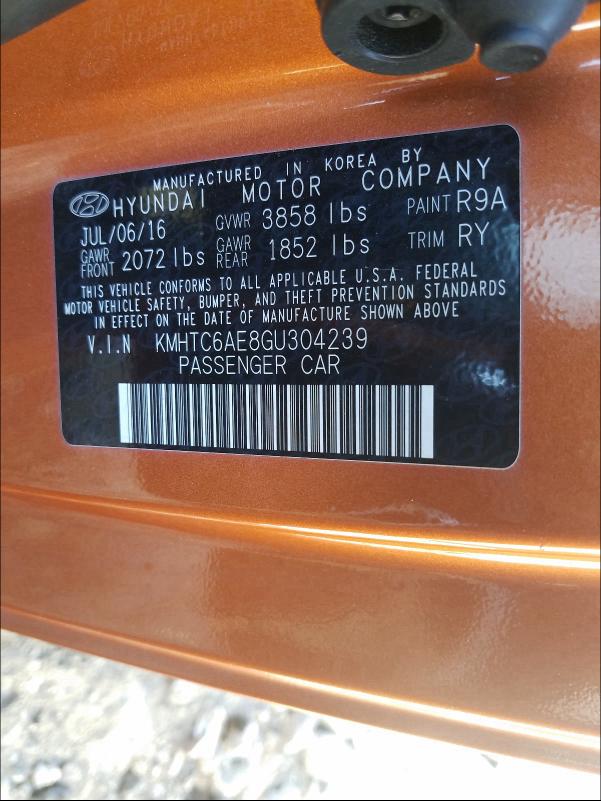 MANUFACTURED IN KOREA BY
HYUNDAI MOTOR COMPANY
JUL/06/16 GVWR 3858 lbs PAINT R9A
GAWR FRONT 2072 lbs GAWR REAR 1852 lbs TRIM RY
THIS VEHICLE CONFORMS TO ALL APPLICABLE U.S.A. FEDERAL
MOTOR VEHICLE SAFETY, BUMPER, AND THEFT PREVENTION STANDARDS
IN EFFECT ON THE DATE OF MANUFACTURE SHOWN ABOVE
V.I.N KMHTC6AE8GU304239
PASSENGER CAR